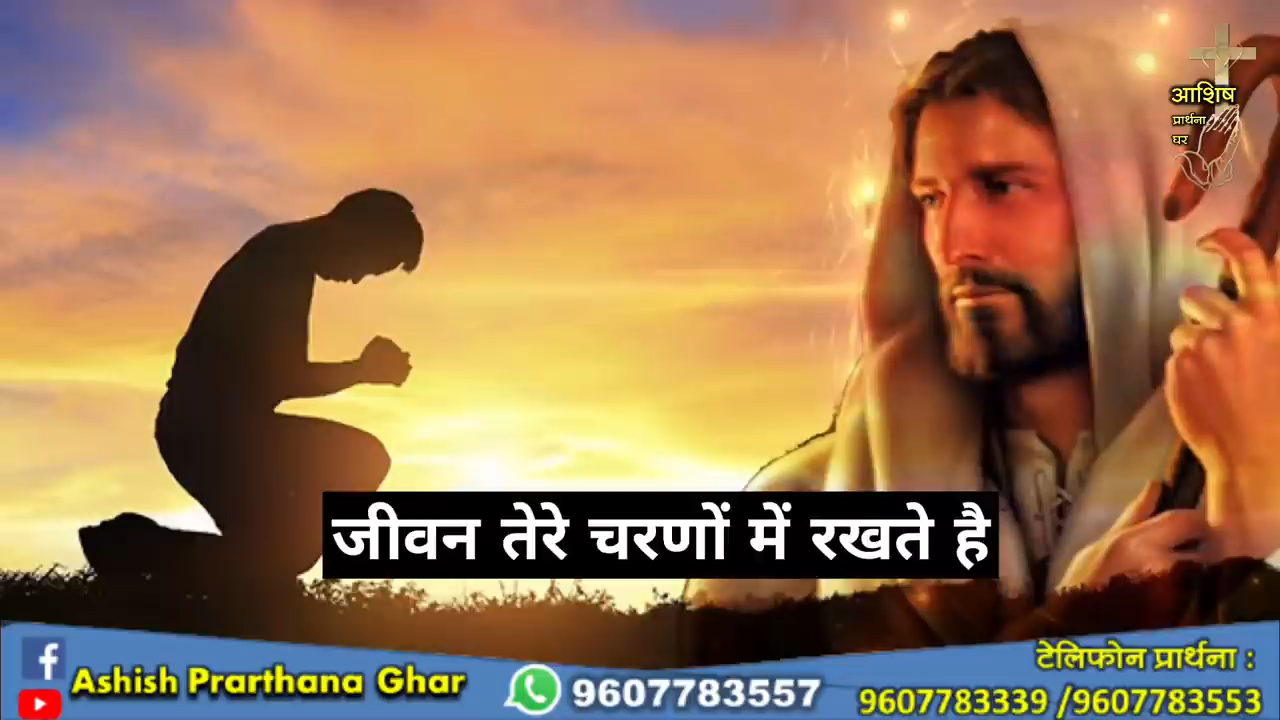 आशिष
प्रार्थना
घर
जीवन तेरे चरणों में रखते है
Ashish Prarthana Ghar
9607783557
टेलिफोन प्रार्थना :
9607783339 /9607783553